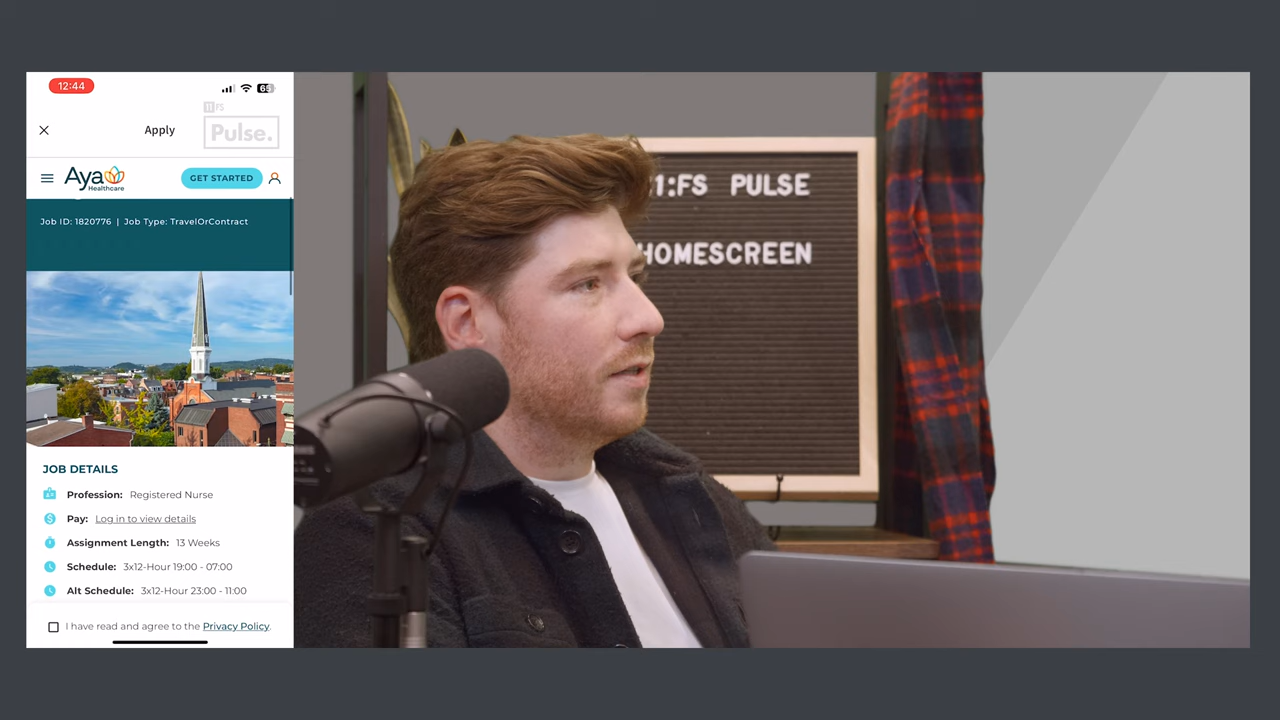 12:44
11:FS
Apply
Pulse.
Aya
Healthcare
GET STARTED
Job ID: 1820776 | Job Type: TravelOrContract
JOB DETAILS
Profession: Registered Nurse
Pay: Log in to view details
Assignment Length: 13 Weeks
Schedule: 3x12-Hour 19:00 - 07:00
Alt Schedule: 3x12-Hour 23:00 - 11:00
I have read and agree to the Privacy Policy.
1:FS PULSE
HOMESCREEN